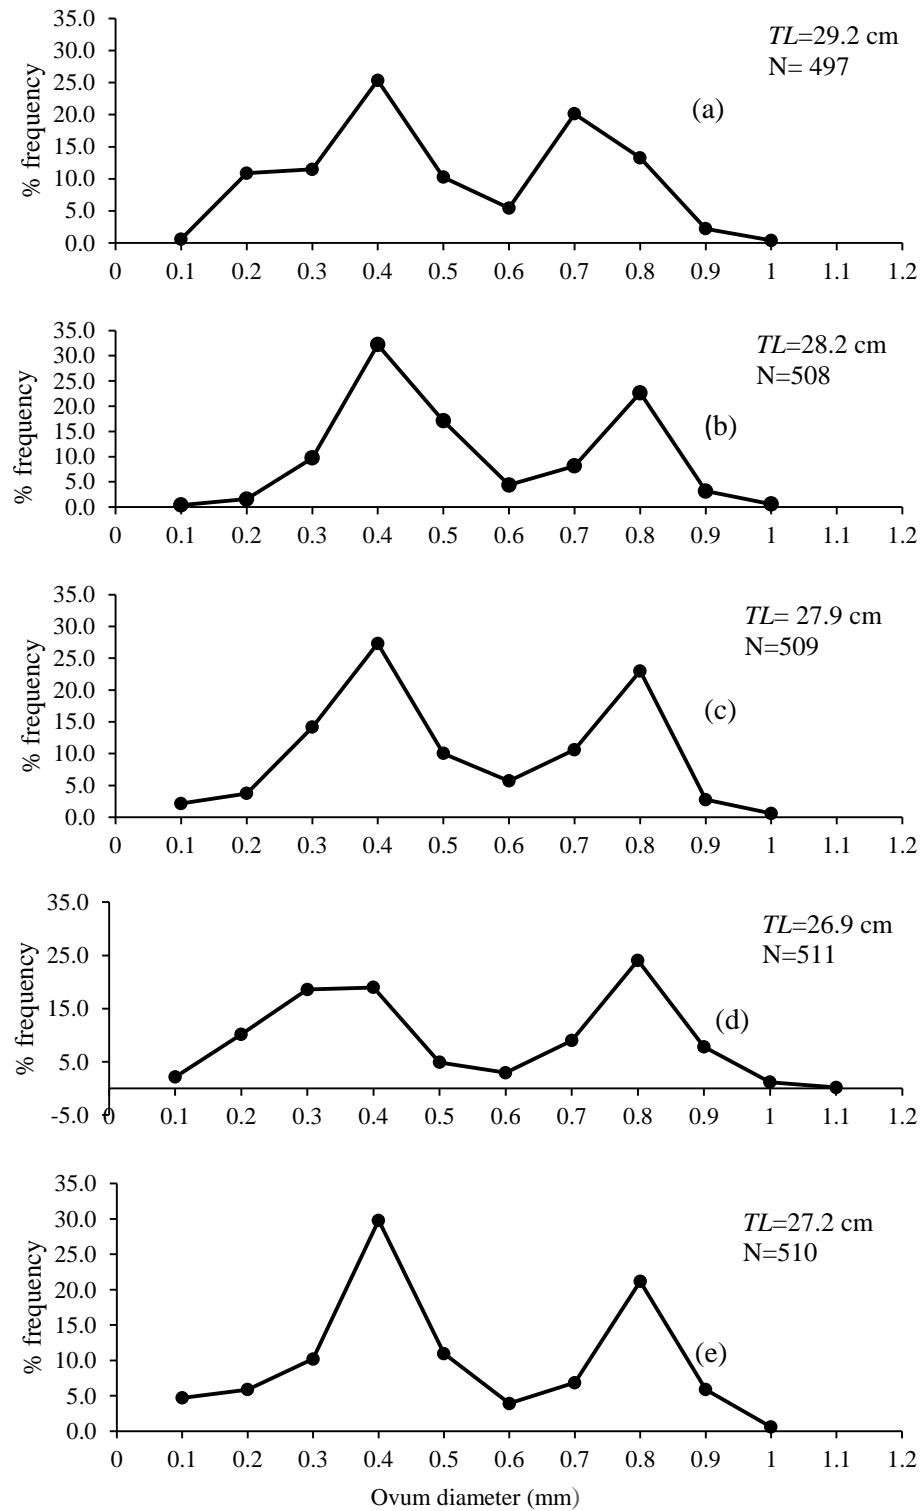 35.0
30.0
25.0
20.0
15.0
10.0
5.0
0.0
% frequency
TL=29.2 cm
N= 497
(a)
0 0.1 0.2 0.3 0.4 0.5 0.6 0.7 0.8 0.9 1 1.1 1.2
35.0
30.0
25.0
20.0
15.0
10.0
5.0
0.0
% frequency
TL=28.2 cm
N=508
(b)
0 0.1 0.2 0.3 0.4 0.5 0.6 0.7 0.8 0.9 1 1.1 1.2
35.0
30.0
25.0
20.0
15.0
10.0
5.0
0.0
% frequency
TL= 27.9 cm
N=509
(c)
0 0.1 0.2 0.3 0.4 0.5 0.6 0.7 0.8 0.9 1 1.1 1.2
35.0
25.0
15.0
5.0
-5.0
% frequency
TL=26.9 cm
N=511
(d)
0 0.1 0.2 0.3 0.4 0.5 0.6 0.7 0.8 0.9 1 1.1 1.2
35.0
30.0
25.0
20.0
15.0
10.0
5.0
0.0
% frequency
TL=27.2 cm
N=510
(e)
0 0.1 0.2 0.3 0.4 0.5 0.6 0.7 0.8 0.9 1 1.1 1.2
Ovum diameter (mm)